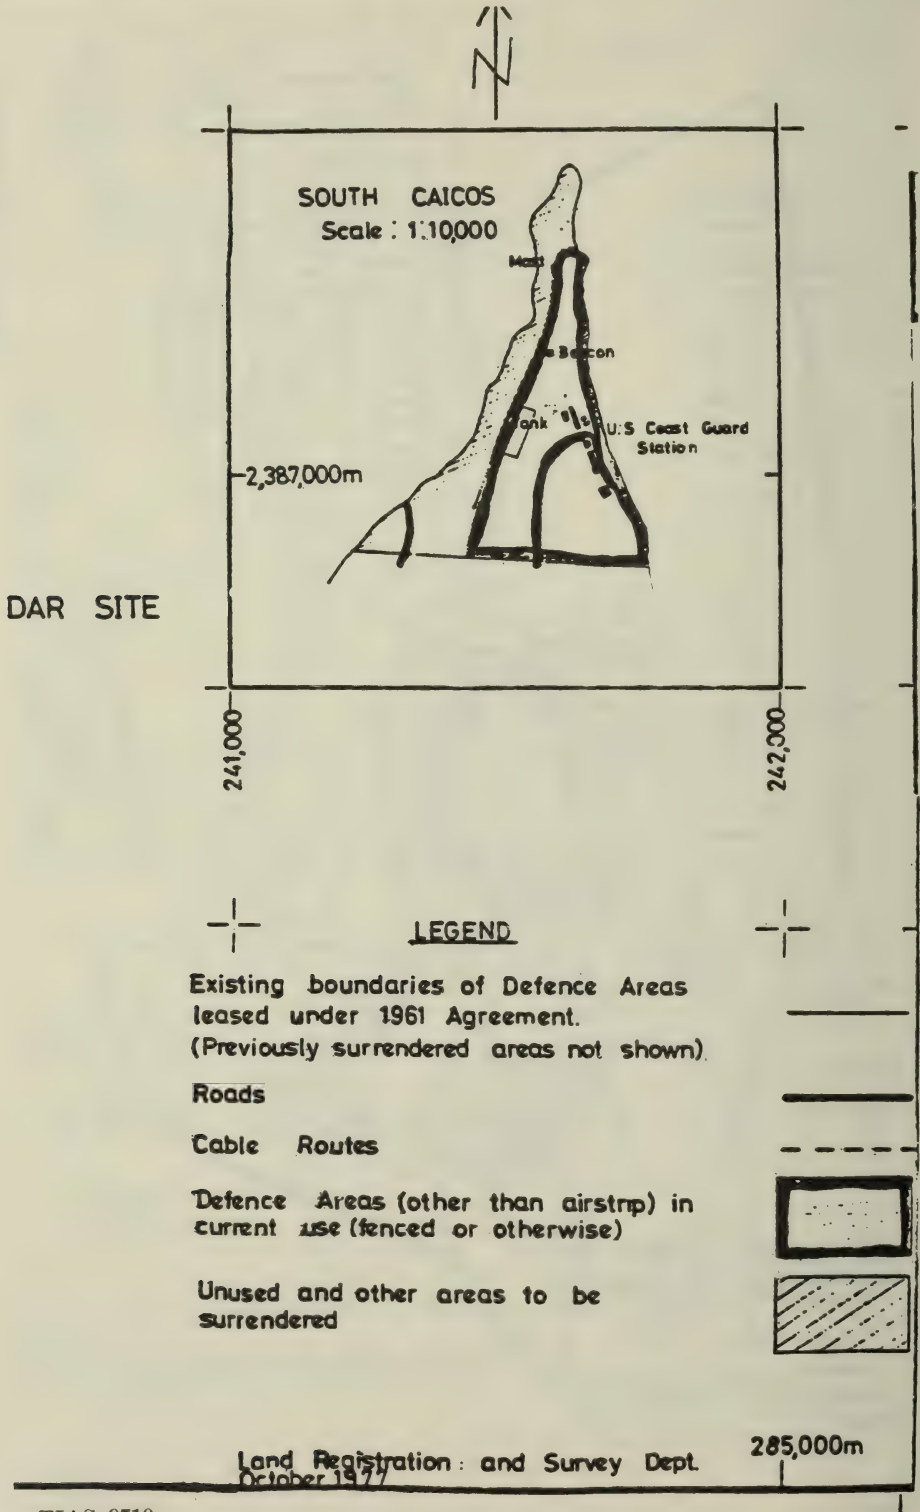 N
SOUTH CAICOS
Scale : 1:10,000
Mast
Beacon
Tank
U.S Coast Guard
Station
2,387,000m
DAR SITE
241,000
242,000
LEGEND
Existing boundaries of Defence Areas
leased under 1961 Agreement.
(Previously surrendered areas not shown).
Roads
Cable Routes
Defence Areas (other than airstrip) in
current use (fenced or otherwise)
Unused and other areas to be
surrendered
285,000m
Land Registration : and Survey Dept.
October 1977